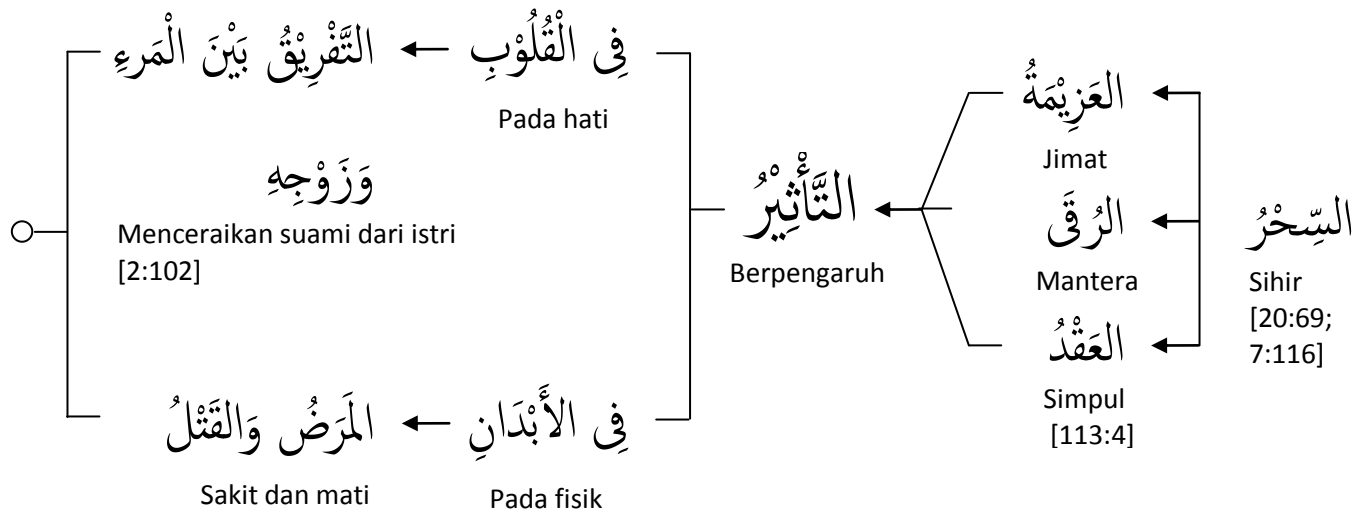 السِّحْرُ
Sihir
[20:69;
7:116]
العَزِيْمَةُ
Jimat
الرُقَى
Mantera
العَقْدُ
Simpul
[113:4]
التَّأْثِيْرُ
Berpengaruh
فِى الْقُلُوْبِ
Pada hati
التَّفْرِيْقُ بَيْنَ الْمَرءِ
وَزَوْجِهِ
Menceraikan suami dari istri
[2:102]
فِى الأَبْدَانِ
Pada fisik
المَرَضُ وَالقَتْلُ
Sakit dan mati